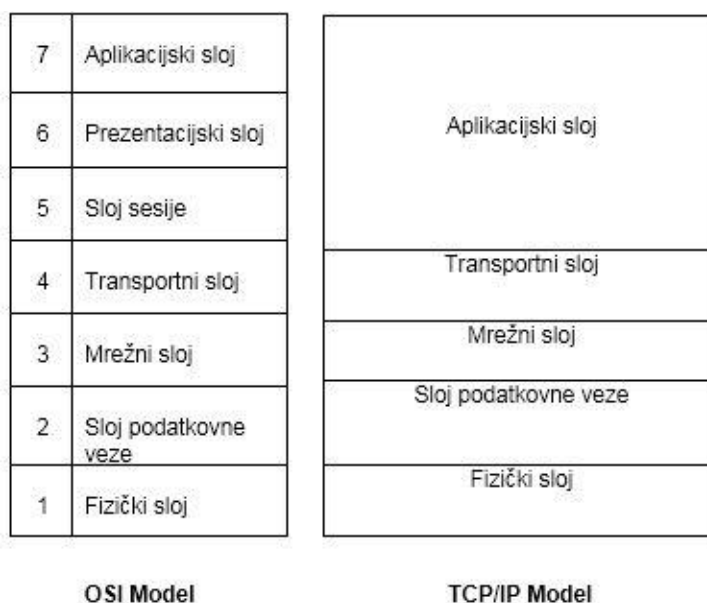 7 Aplikacijski sloj
6 Prezentacijski sloj
5 Sloj sesije
4 Transportni sloj
3 Mrežni sloj
2 Sloj podatkovne
veze
1 Fizički sloj
OSI Model
Aplikacijski sloj
Transportni sloj
Mrežni sloj
Sloj podatkovne veze
Fizički sloj
TCP/IP Model